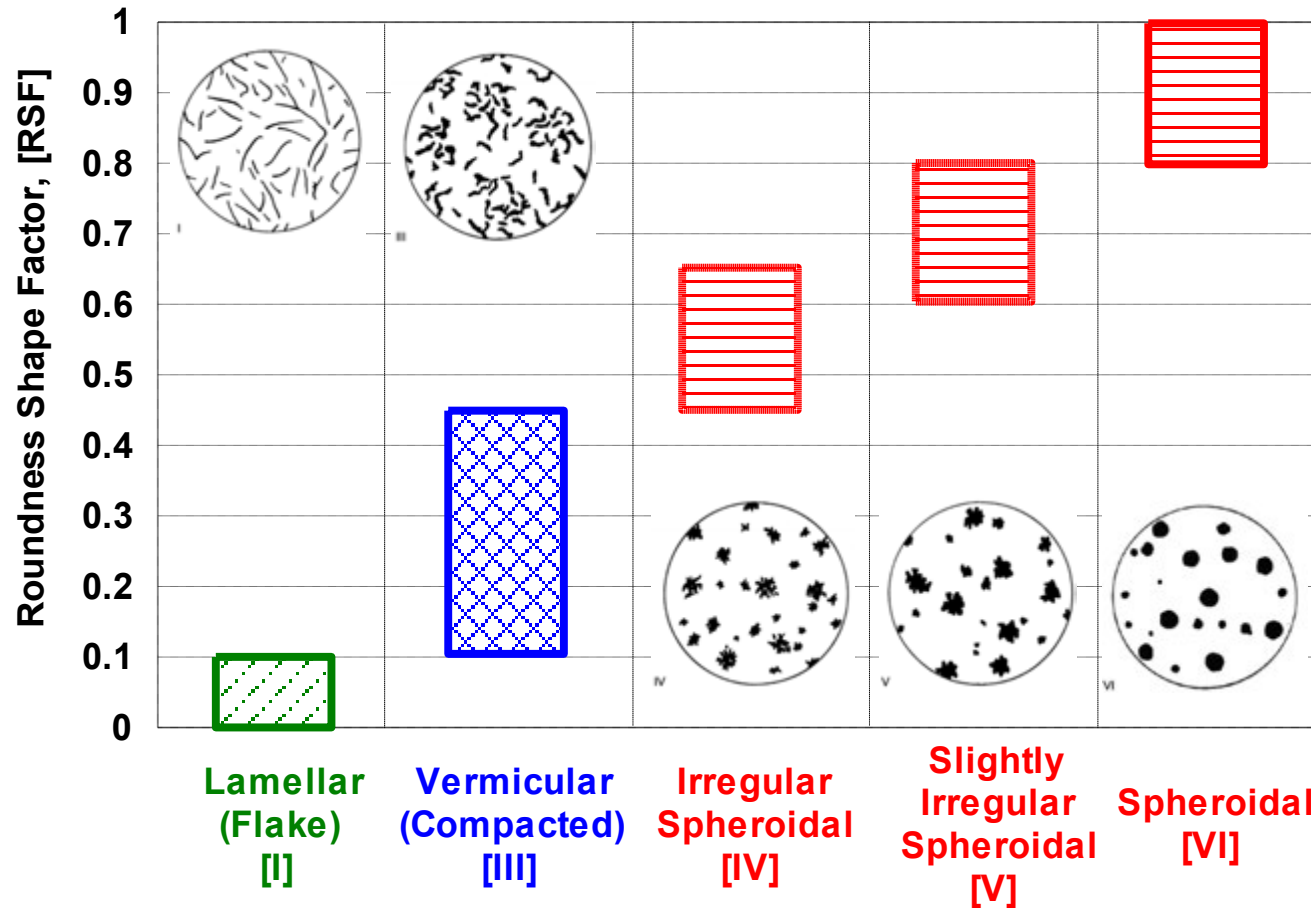 Roundness Shape Factor, [RSF]
1
0.9
0.8
0.7
0.6
0.5
0.4
0.3
0.2
0.1
0
I
III
IV
V
VI
Lamellar
(Flake)
[I]
Vermicular
(Compacted)
[III]
Irregular
Spheroidal
[IV]
Slightly
Irregular
Spheroidal
[V]
Spheroidal
[VI]